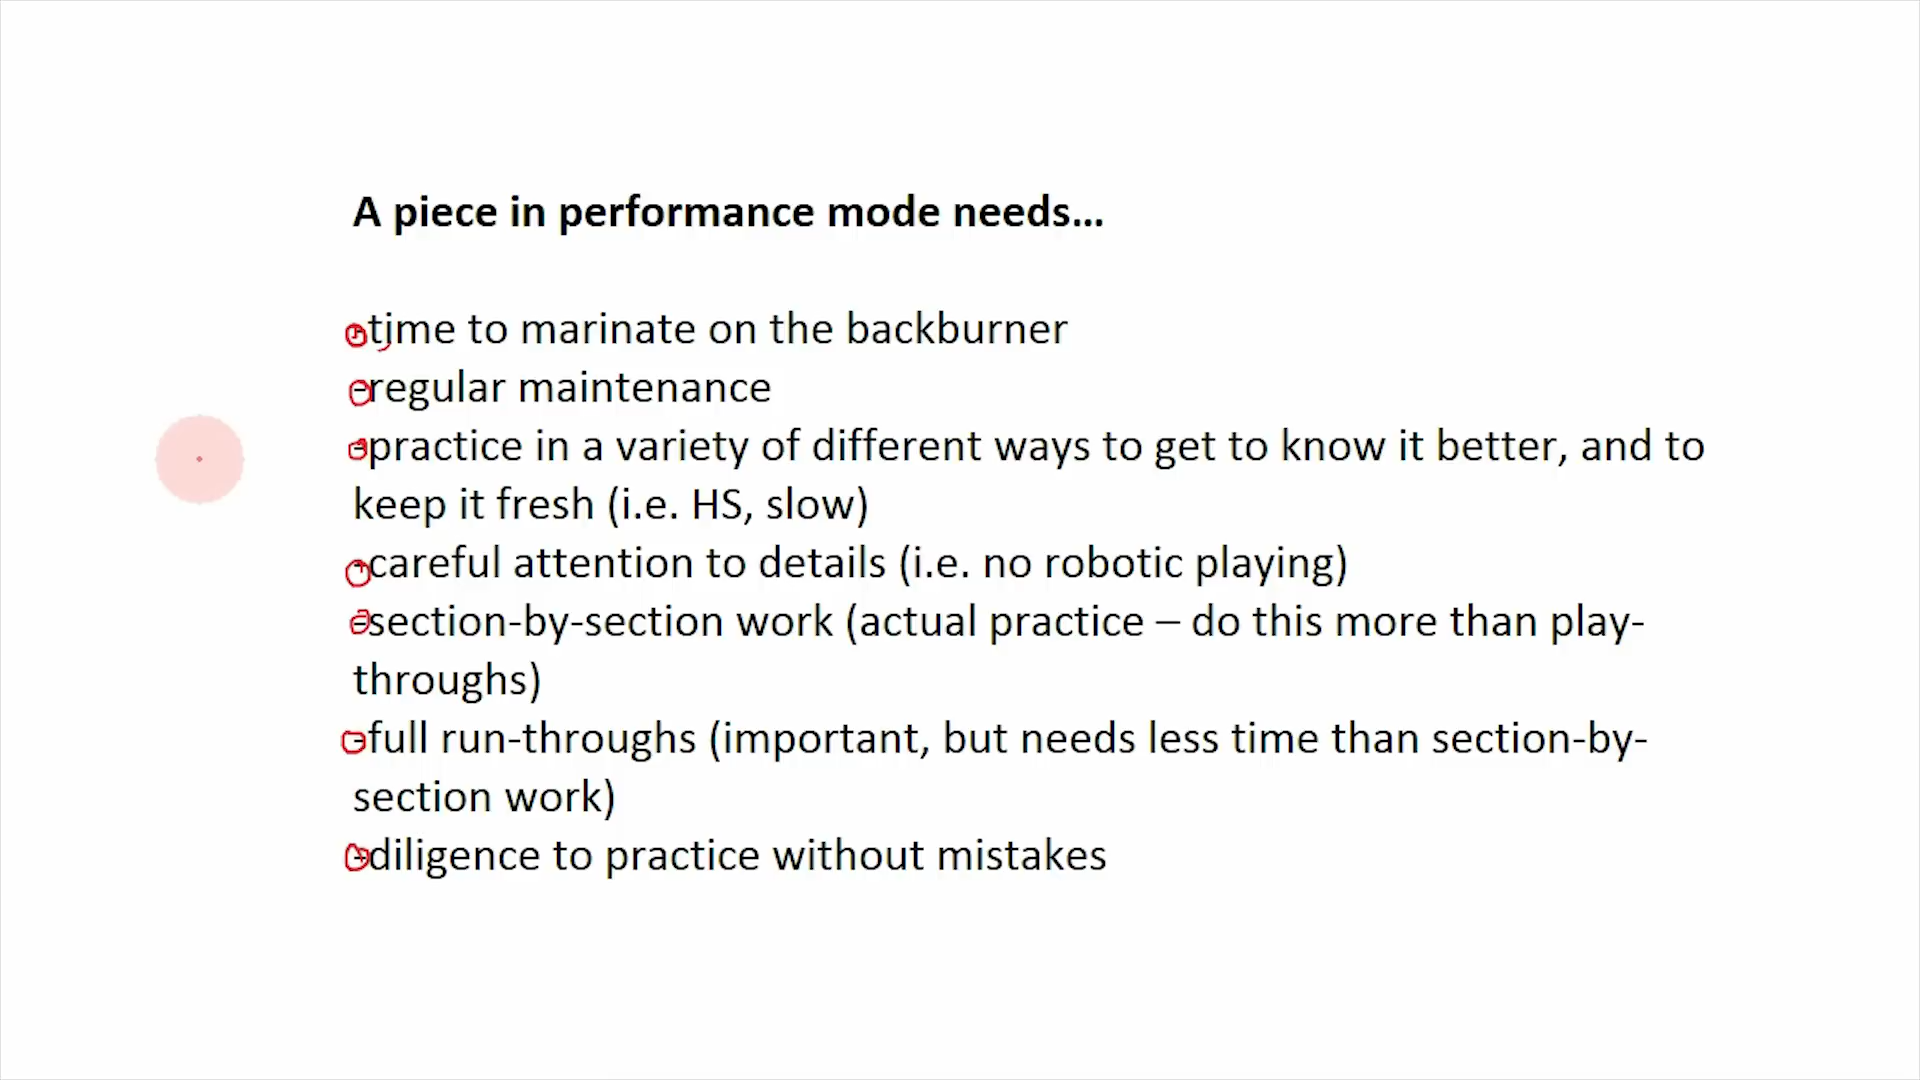 A piece in performance mode needs...
-time to marinate on the backburner
-regular maintenance
-practice in a variety of different ways to get to know it better, and to
keep it fresh (i.e. HS, slow)
-careful attention to details (i.e. no robotic playing)
-section-by-section work (actual practice – do this more than play-
throughs)
-full run-throughs (important, but needs less time than section-by-
section work)
-diligence to practice without mistakes